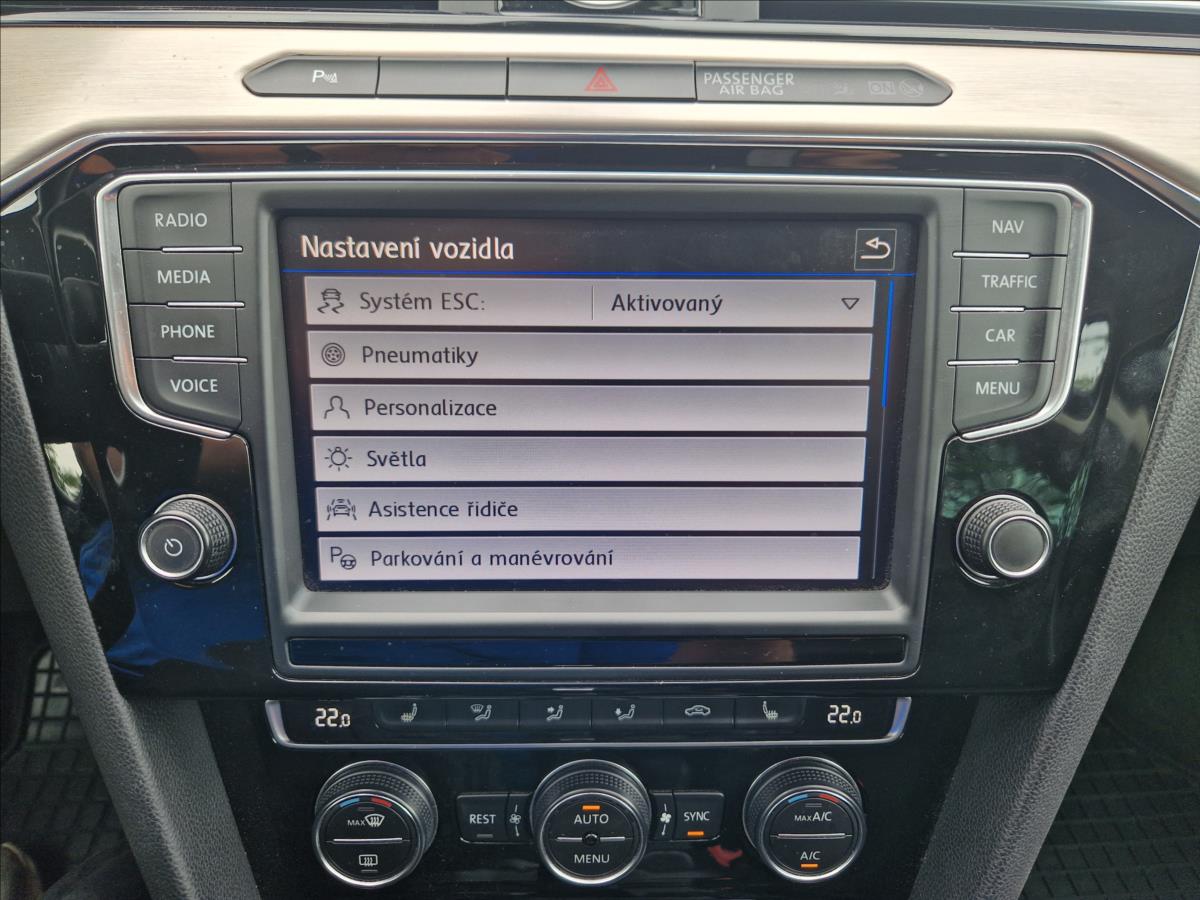 P
PASSENGER
AIR BAG
ON
RADIO
MEDIA
PHONE
VOICE
Nastavení vozidla
Systém ESC: Aktivovaný
Pneumatiky
Personalizace
Světla
Asistence řidiče
P Parkování a manévrování
NAV
TRAFFIC
CAR
MENU
22.0
22.0
MAX
REST
AUTO
MENU
SYNC
MAX A/C
A/C